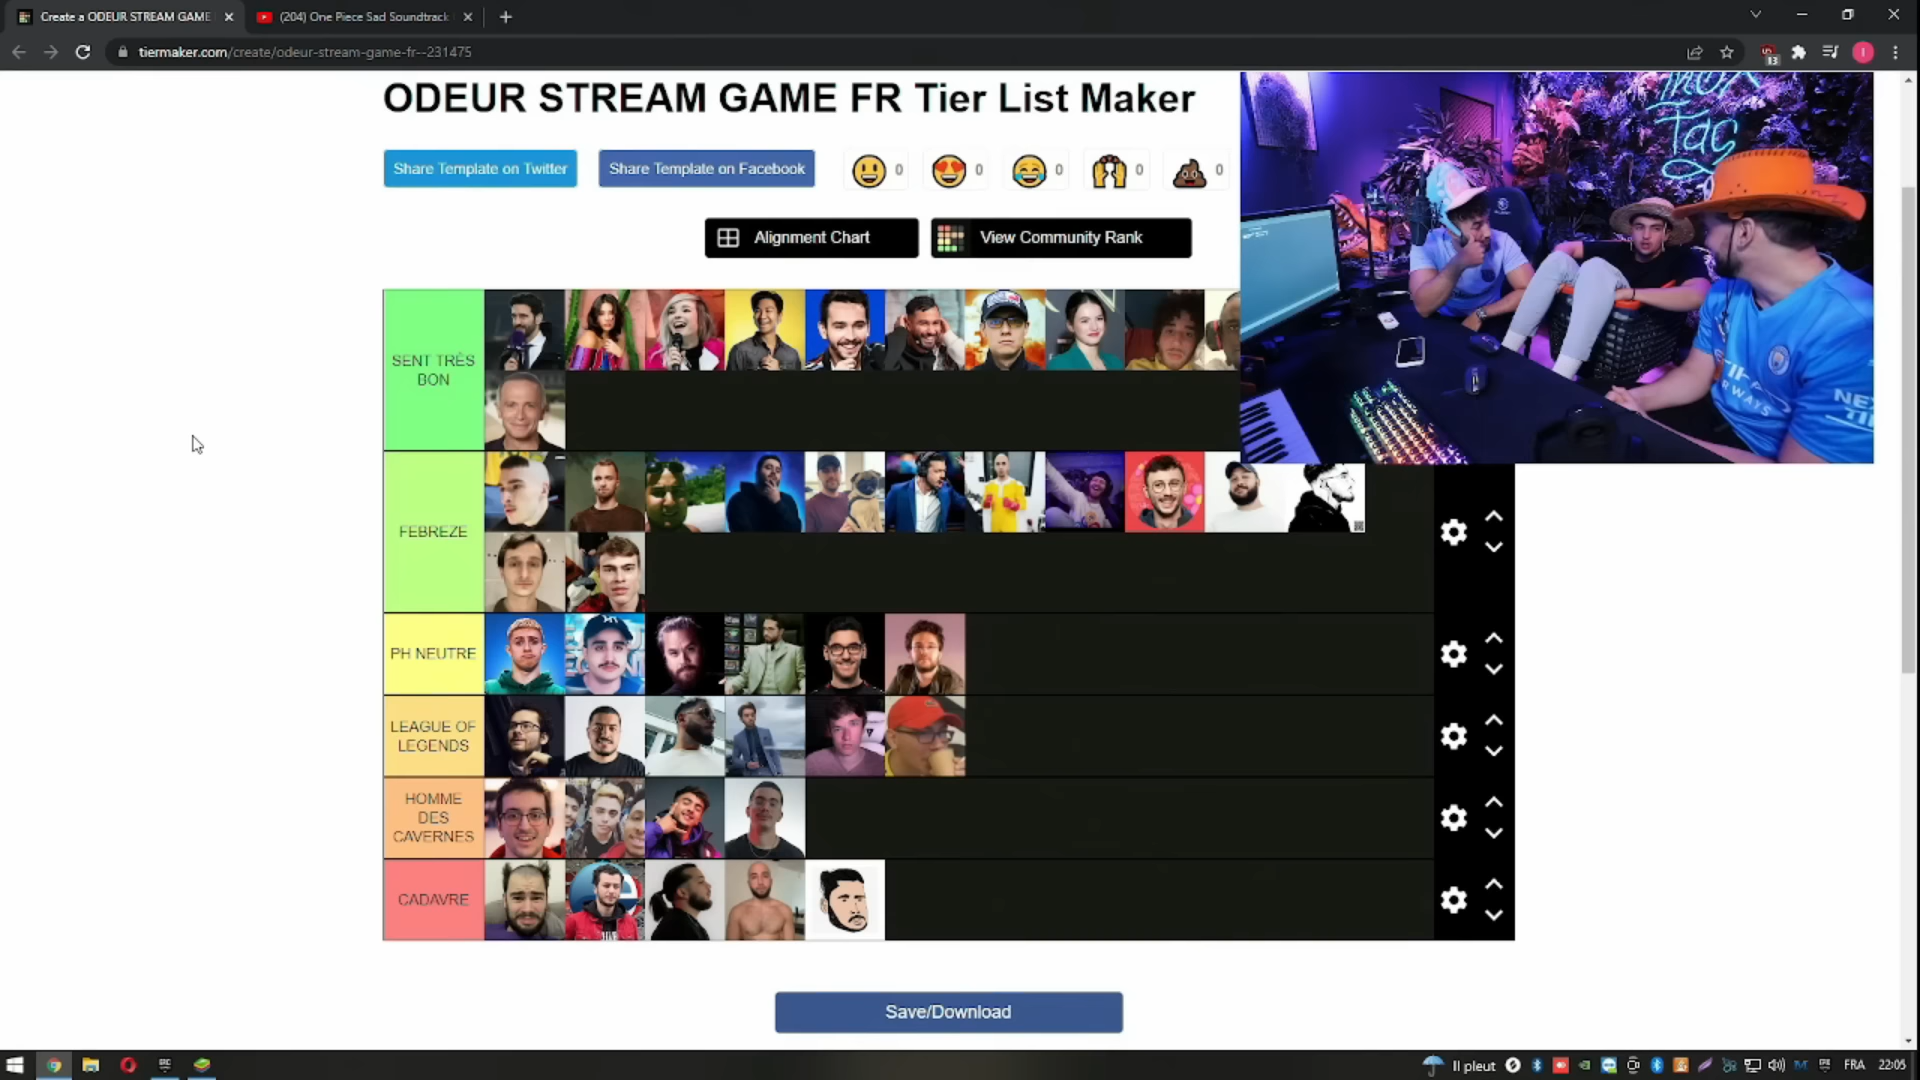 Create a ODEUR STREAM GAME
(204) One Piece Sad Soundtrack
tiermaker.com/create/odeur-stream-game-fr--231475
13
I
ODEUR STREAM GAME FR Tier List Maker
Share Template on Twitter
Share Template on Facebook
0
0
0
0
0
Alignment Chart
View Community Rank
SENT TRÈS
BON
FEBREZE
PH NEUTRE
LEAGUE OF
LEGENDS
HOMME
DES
CAVERNES
CADAVRE
Inox
Tag
Save/Download
Il pleut
FRA
22:05